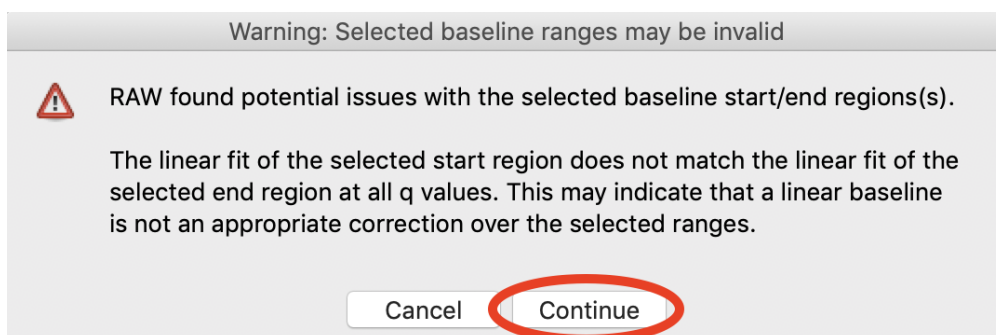 Warning: Selected baseline ranges may be invalid
RAW found potential issues with the selected baseline start/end regions(s).
The linear fit of the selected start region does not match the linear fit of the
selected end region at all q values. This may indicate that a linear baseline
is not an appropriate correction over the selected ranges.
Cancel
Continue